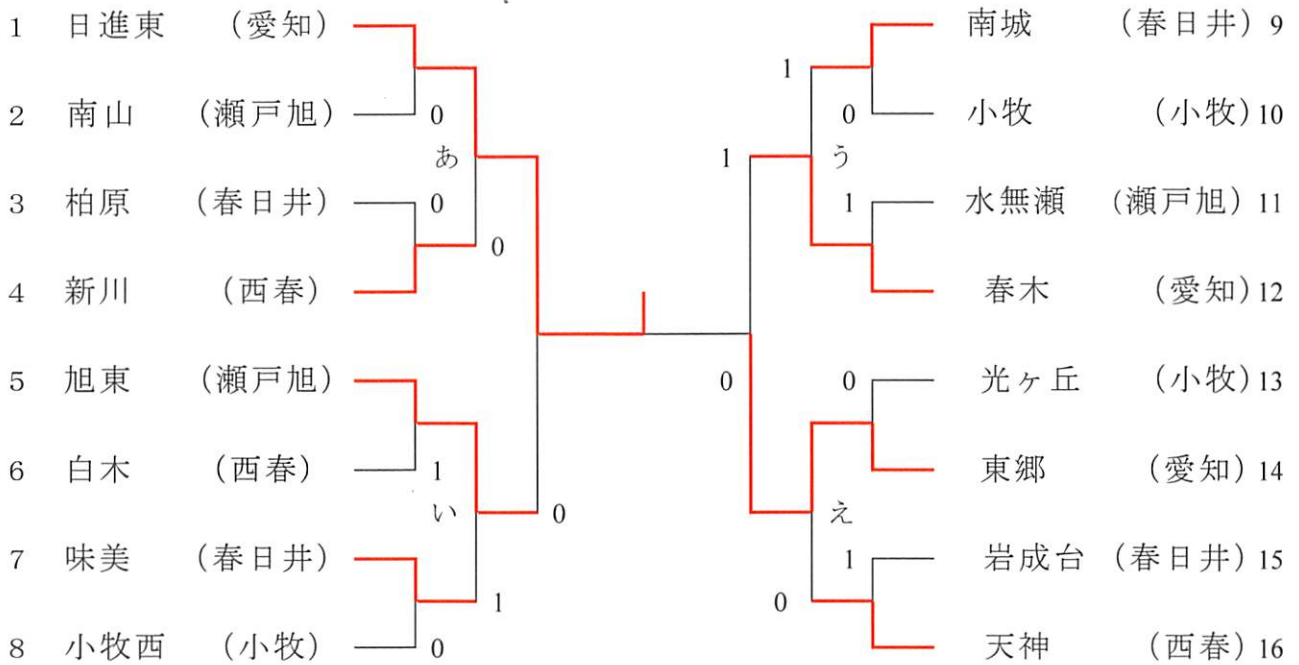 1 日進東 (愛知) 南城 (春日井) 9
1
2 南山 (瀬戸旭) 0 0 小牧 (小牧) 10
あ 1 う
3 柏原 (春日井) 0 1 水無瀬 (瀬戸旭) 11
0
4 新川 (西春) 春木 (愛知) 12
5 旭東 (瀬戸旭) 0 0 光ヶ丘 (小牧) 13
6 白木 (西春) 1 東郷 (愛知) 14
い 0 え
7 味美 (春日井) 1 岩成台 (春日井) 15
1 0
8 小牧西 (小牧) 0 天神 (西春) 16